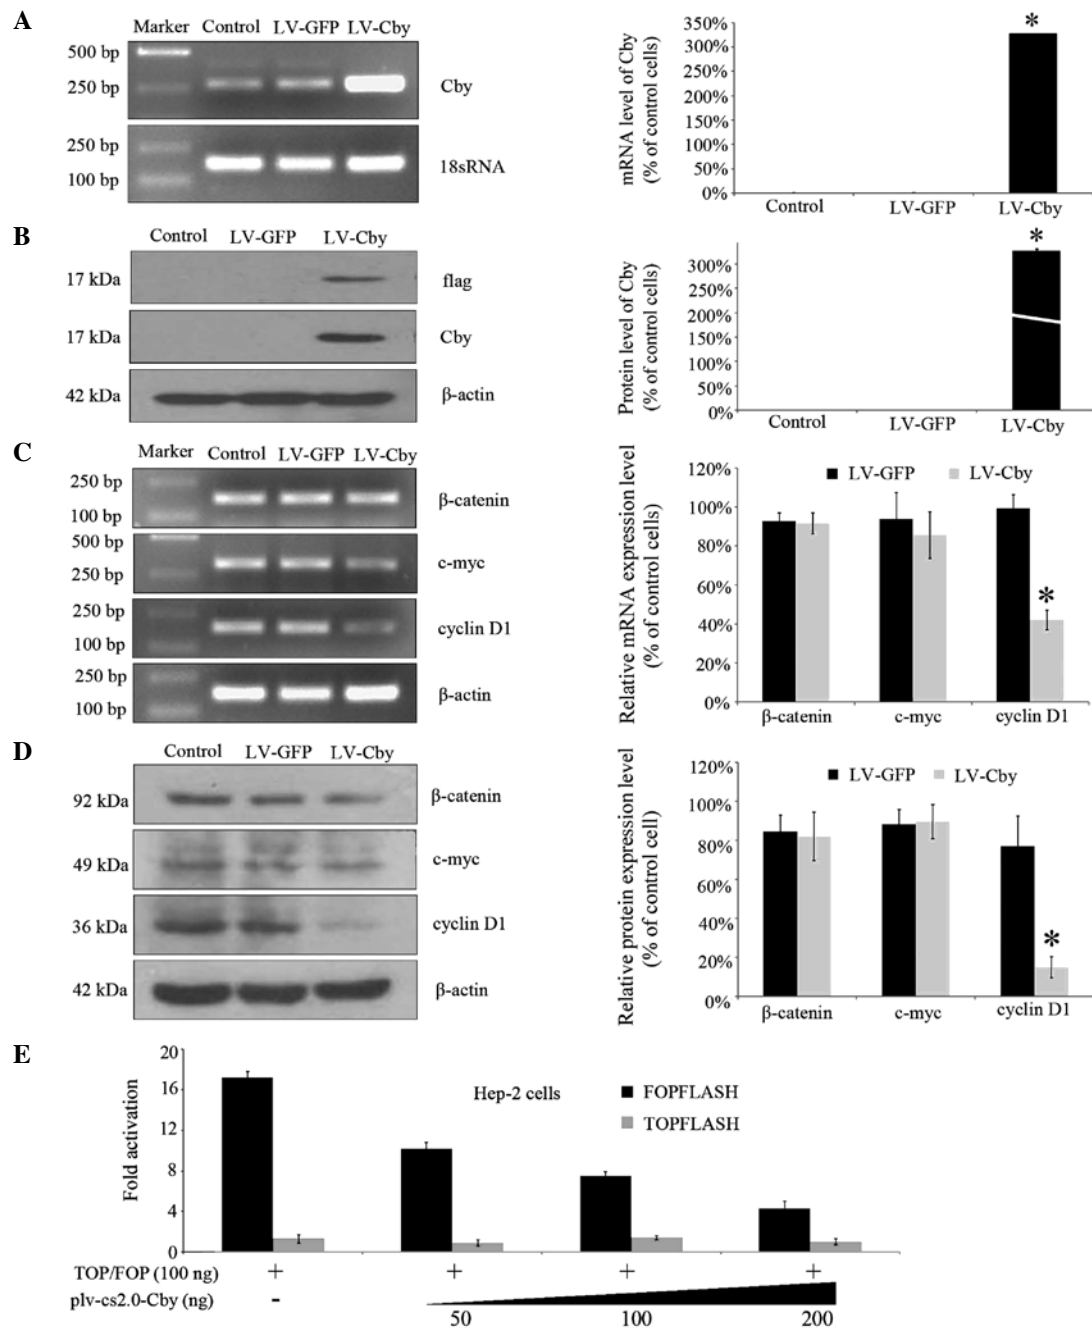 A
Marker Control LV-GFP LV-Cby
500 bp
250 bp
Cby
250 bp
100 bp
18sRNA
mRNA level of Cby
(% of control cells)
350%
300%
250%
200%
150%
100%
50%
0%
Control LV-GFP LV-Cby
*
B
Control LV-GFP LV-Cby
17 kDa
flag
17 kDa
Cby
42 kDa
β-actin
Protein level of Cby
(% of control cells)
300%
250%
200%
150%
100%
50%
0%
Control LV-GFP LV-Cby
*
C
Marker Control LV-GFP LV-Cby
250 bp
100 bp
β-catenin
500 bp
250 bp
c-myc
250 bp
100 bp
cyclin D1
250 bp
100 bp
β-actin
Relative mRNA expression level
(% of control cells)
120%
100%
80%
60%
40%
20%
0%
LV-GFP LV-Cby
*
β-catenin c-myc cyclin D1
D
Control LV-GFP LV-Cby
92 kDa
β-catenin
49 kDa
c-myc
36 kDa
cyclin D1
42 kDa
β-actin
Relative protein expression level
(% of control cell)
120%
100%
80%
60%
40%
20%
0%
LV-GFP LV-Cby
*
β-catenin c-myc cyclin D1
E
Fold activation
20
16
12
8
4
0
Hep-2 cells
FOPFLASH
TOPFLASH
TOP/FOP (100 ng) + + + +
plv-cs2.0-Cby (ng) - 50 100 200